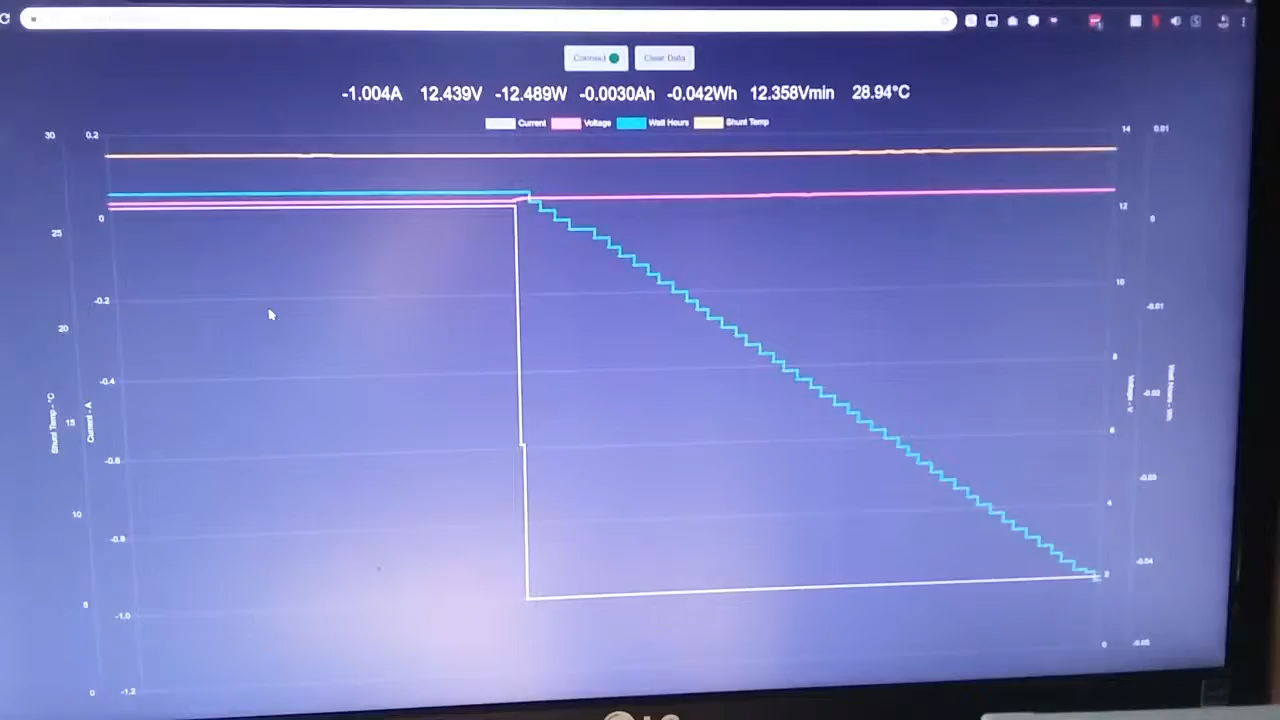 Connect
Clear Data
-1.004A 12.439V -12.489W -0.0030Ah -0.042Wh 12.358Vmin 28.94°C
Current Voltage Watt Hours Shunt Temp
30 0.2 14 0.01
0 12 0
25
-0.2 10 -0.01
20
-0.4 8 -0.02
Shunt Temp - °C
Current - A
Voltage - V
Watt Hours - Wh
15
-0.6 6 -0.03
10
-0.8 4 -0.04
5
-1.0 2
0 -0.05
0 -1.2
LG